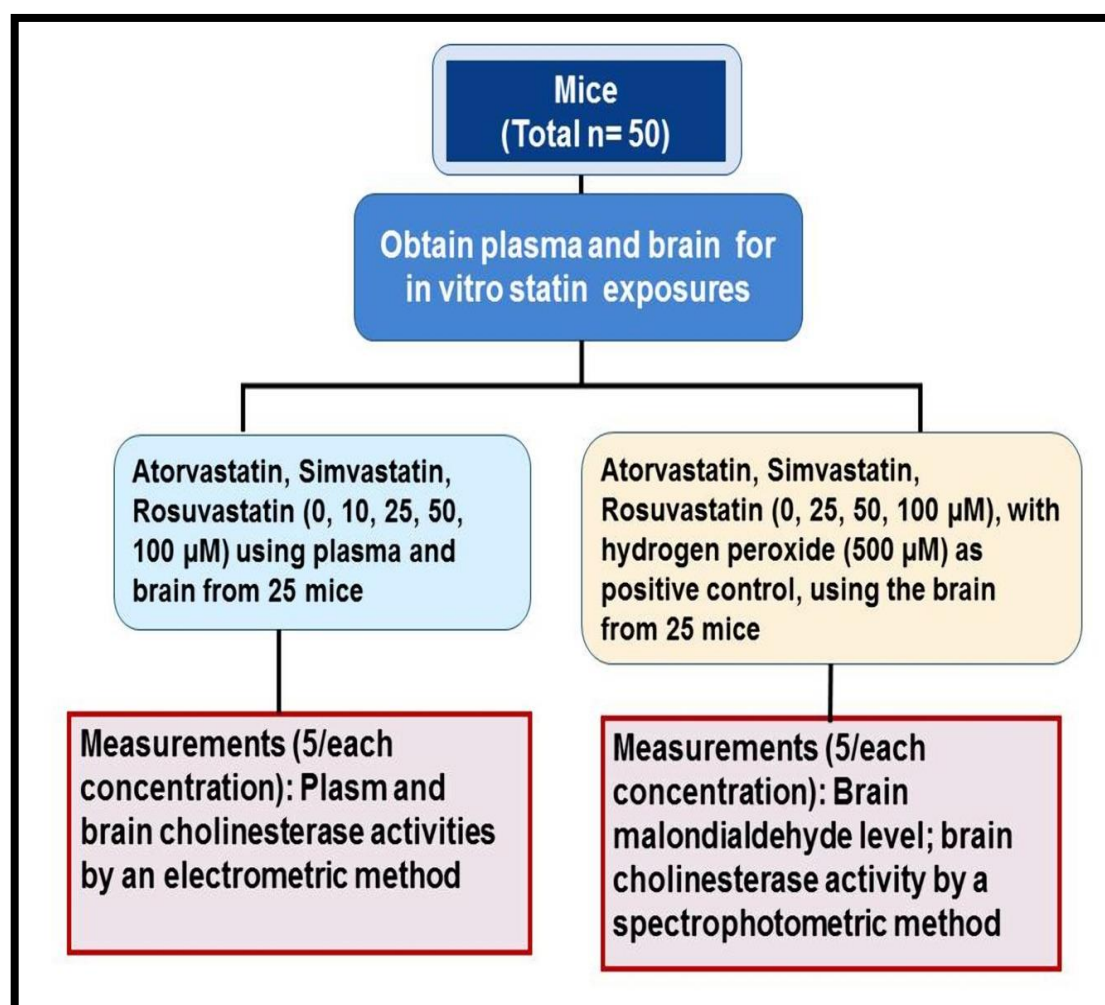 Mice
(Total n= 50)
Obtain plasma and brain for
in vitro statin exposures
Atorvastatin, Simvastatin,
Rosuvastatin (0, 10, 25, 50,
100 µM) using plasma and
brain from 25 mice
Atorvastatin, Simvastatin,
Rosuvastatin (0, 25, 50, 100 µM), with
hydrogen peroxide (500 µM) as
positive control, using the brain
from 25 mice
Measurements (5/each
concentration): Plasm and
brain cholinesterase activities
by an electrometric method
Measurements (5/each
concentration): Brain
malondialdehyde level; brain
cholinesterase activity by a
spectrophotometric method